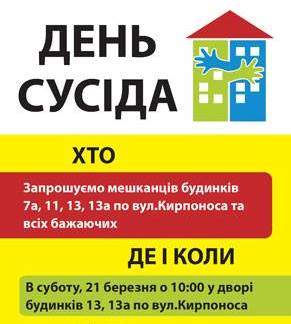 ДЕНЬ
СУСІДА
ХТО
Запрошуємо мешканців будинків
7а, 11, 13, 13а по вул.Кирпоноса та
всіх бажаючих
ДЕ І КОЛИ
В суботу, 21 березня о 10:00 у дворі
будинків 13, 13а по вул.Кирпоноса